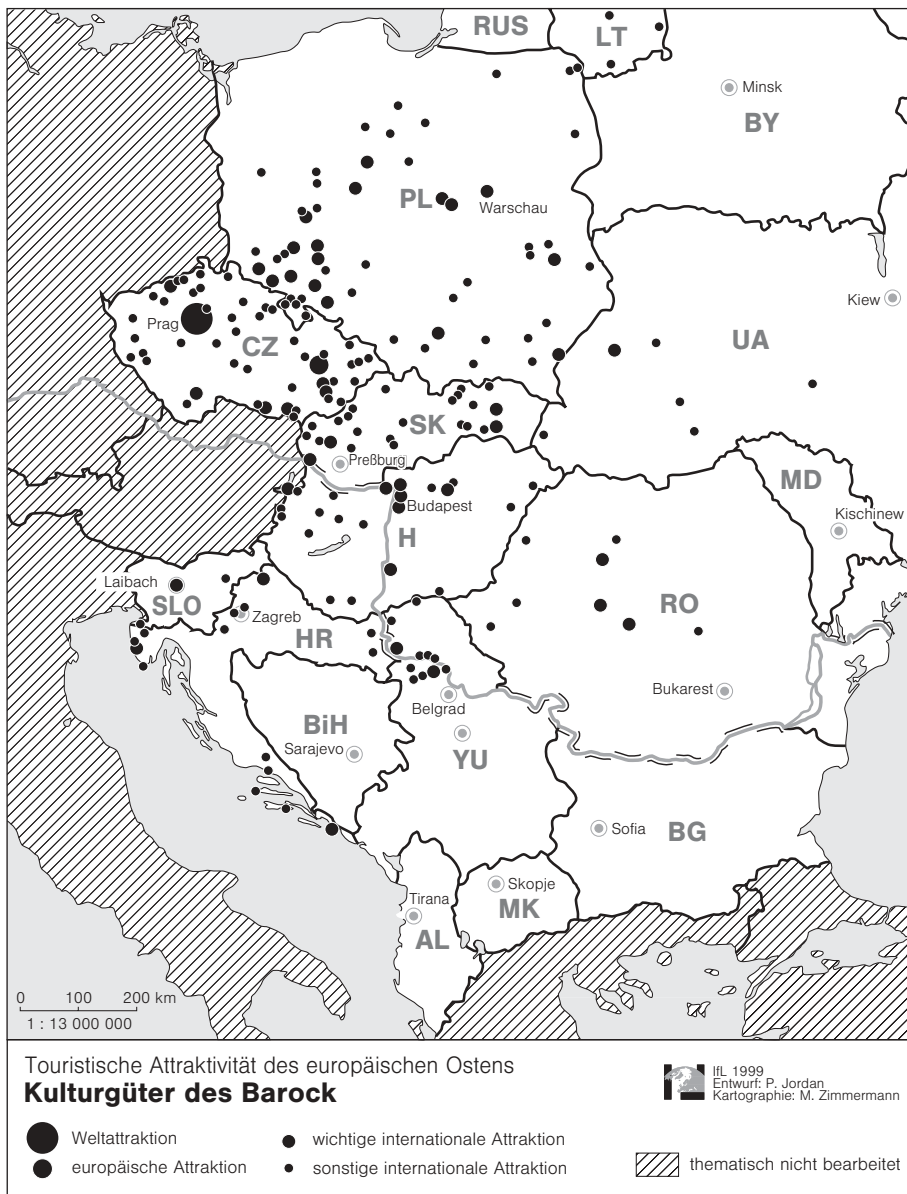 RUS
LT
Minsk
BY
PL
Warschau
Kiew
Prag
CZ
UA
SK
Preßburg
MD
Budapest
Kischinew
H
Laibach
SLO
RO
Zagreb
HR
Bukarest
Belgrad
BiH
Sarajevo
YU
Sofia
BG
Skopje
Tirana
MK
AL
0 100 200 km
1 : 13 000 000
Touristische Attraktivität des europäischen Ostens
Kulturgüter des Barock
IfL 1999
Entwurf: P. Jordan
Kartographie: M. Zimmermann
Weltattraktion
europäische Attraktion
wichtige internationale Attraktion
sonstige internationale Attraktion
thematisch nicht bearbeitet